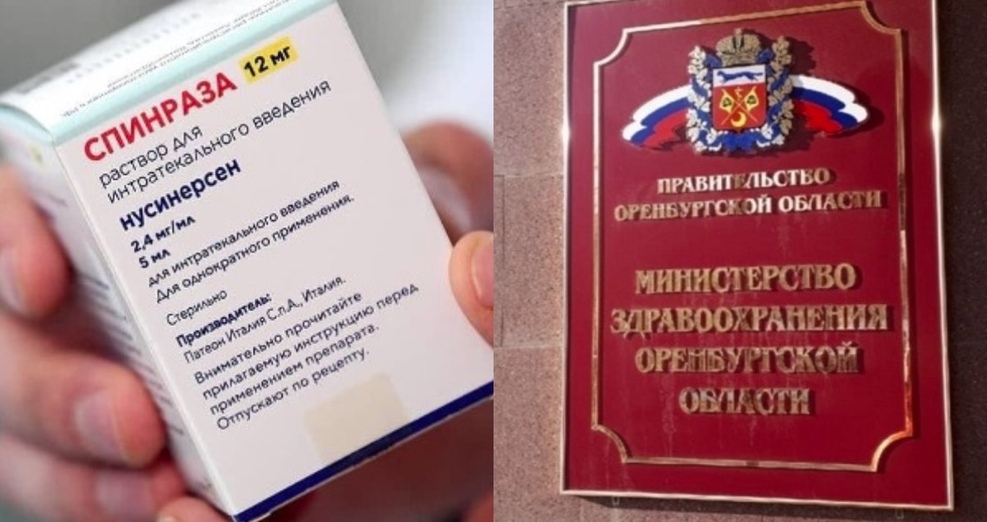 СПИНРАЗА 12 мг
раствор для
интратекального введения
нусинерсен
2,4 мг/мл
5 мл
для интратекального введения
Для однократного применения.
Стерильно
Производитель:
Патеон Италия С.п.А., Италия.
Внимательно прочитайте
прилагаемую инструкцию перед
применением препарата.
Отпускают по рецепту.
ПРАВИТЕЛЬСТВО
ОРЕНБУРГСКОЙ ОБЛАСТИ
МИНИСТЕРСТВО
ЗДРАВООХРАНЕНИЯ
ОРЕНБУРГСКОЙ
ОБЛАСТИ